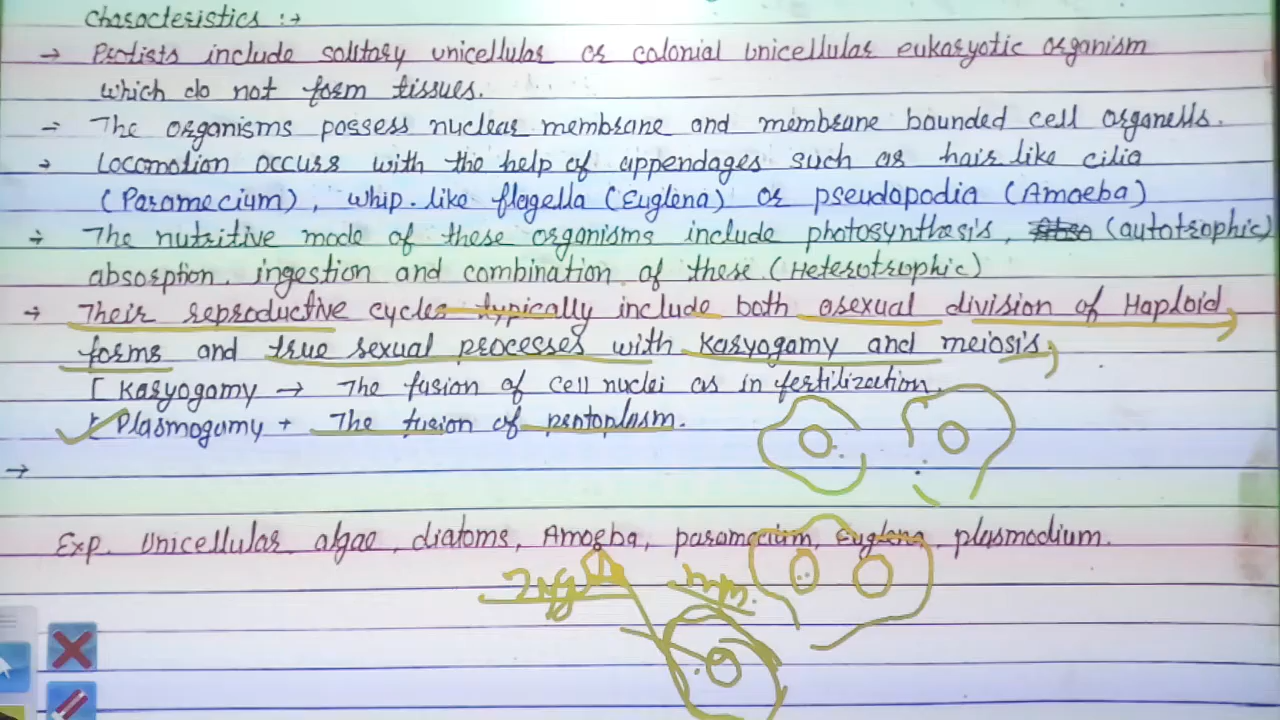 Characteristics :→
→ Protists include solitary unicellular or colonial unicellular eukaryotic organism
which do not form tissues.
→ The organisms possess nuclear membrane and membrane bounded cell organells.
→ Locomotion occurs with the help of appendages such as hair like cilia
(Paramecium), whip-like flagella (Euglena) or pseudopodia (Amoeba)
→ The nutritive mode of these organisms include photosynthesis, (autotrophic)
absorption, ingestion and combination of these (Heterotrophic)
→ Their reproductive cycles typically include both asexual division of Haploid
forms and true sexual processes with Karyogamy and meiosis,
[Karyogamy → The fusion of cell nuclei as in fertilization.
[Plasmogamy → The fusion of protoplasm.
→
Exp. Unicellular algae, diatoms, Amoeba, paramecium, Euglena, plasmodium.